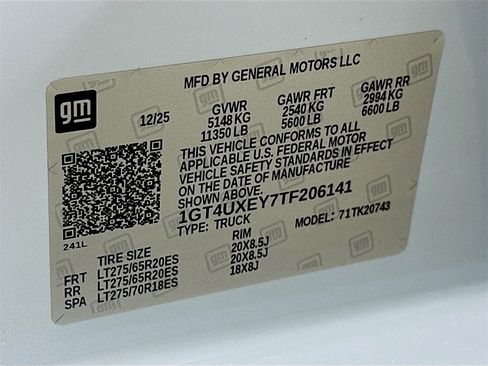 MFD BY GENERAL MOTORS LLC
gm
12/25 GVWR GAWR FRT GAWR RR
5148 KG 2540 KG 2994 KG
11350 LB 5600 LB 6600 LB
THIS VEHICLE CONFORMS TO ALL
APPLICABLE U.S. FEDERAL MOTOR
VEHICLE SAFETY STANDARDS IN EFFECT
ON THE DATE OF MANUFACTURE
SHOWN ABOVE.
1GT4UXEY7TF206141
TYPE: TRUCK MODEL: 71TK20743
241L
TIRE SIZE RIM
FRT LT275/65R20ES 20X8.5J
RR LT275/65R20ES 20X8.5J
SPA LT275/70R18ES 18X8J